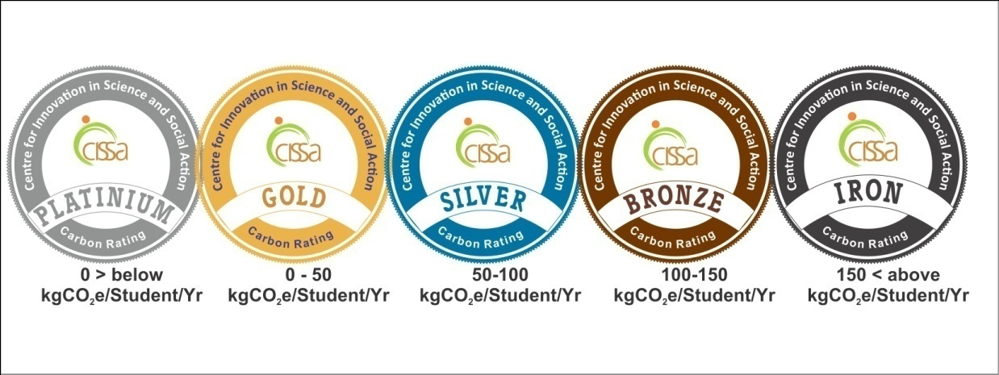 Centre for Innovation in Science and Social Action
cissa
PLATINIUM
Carbon Rating
0 > below
kgCO₂e/Student/Yr
Centre for Innovation in Science and Social Action
cissa
GOLD
Carbon Rating
0 - 50
kgCO₂e/Student/Yr
Centre for Innovation in Science and Social Action
cissa
SILVER
Carbon Rating
50-100
kgCO₂e/Student/Yr
Centre for Innovation in Science and Social Action
cissa
BRONZE
Carbon Rating
100-150
kgCO₂e/Student/Yr
Centre for Innovation in Science and Social Action
cissa
IRON
Carbon Rating
150 < above
kgCO₂e/Student/Yr